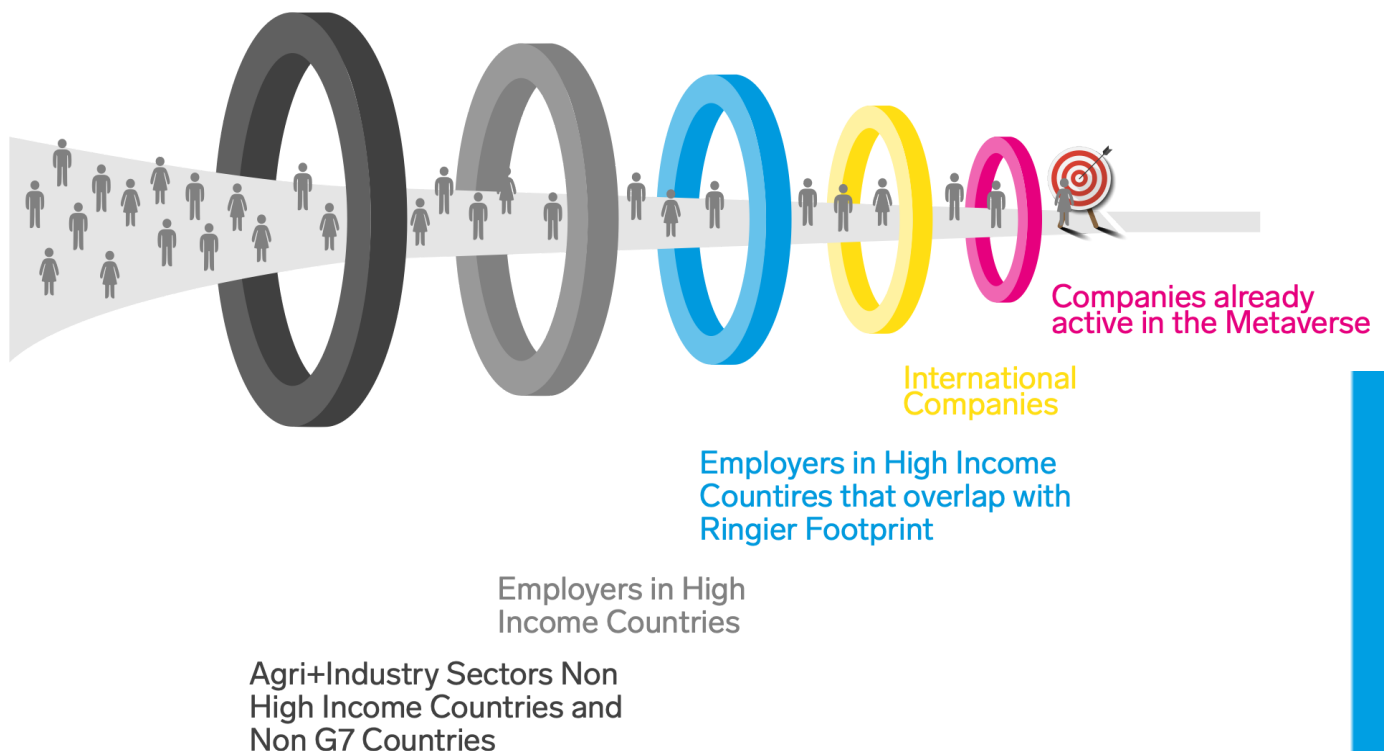 Companies already
active in the Metaverse
International
Companies
Employers in High Income
Countires that overlap with
Ringier Footprint
Employers in High
Income Countries
Agri+Industry Sectors Non
High Income Countries and
Non G7 Countries